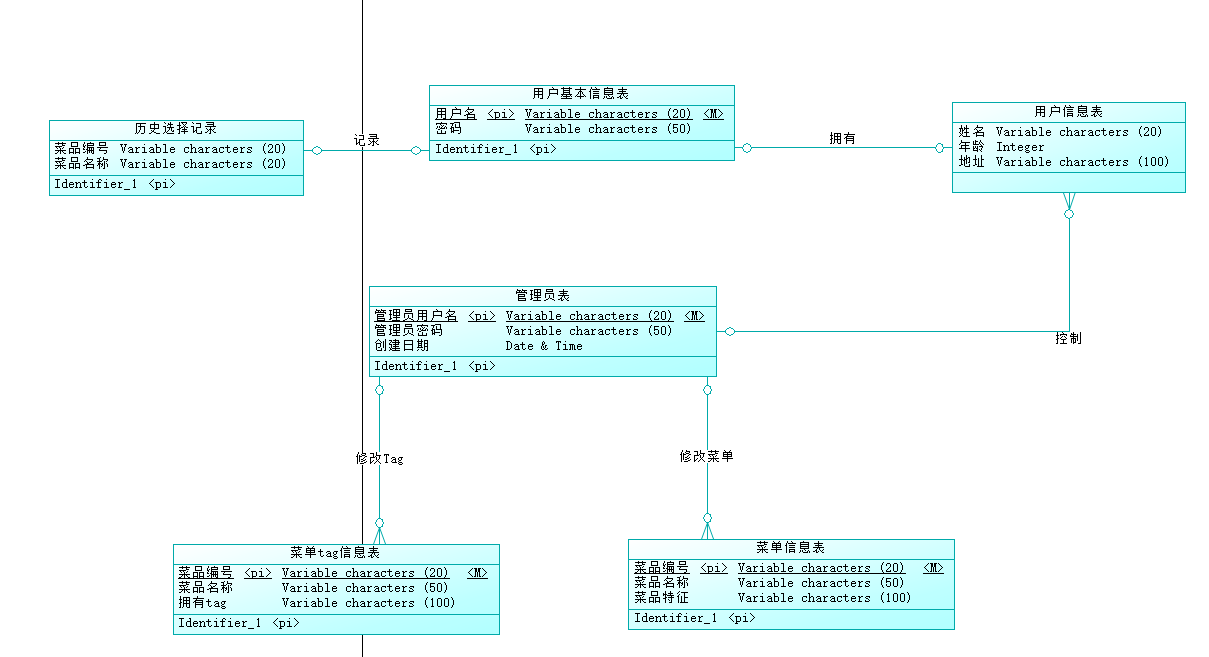 用户基本信息表
用户名 <pi> Variable characters (20) <M>
密码 Variable characters (50)
Identifier_1 <pi>
用户信息表
姓名 Variable characters (20)
年龄 Integer
地址 Variable characters (100)
历史选择记录
菜品编号 Variable characters (20)
菜品名称 Variable characters (20)
Identifier_1 <pi>
记录
拥有
管理员表
管理员用户名 <pi> Variable characters (20) <M>
管理员密码 Variable characters (50)
创建日期 Date & Time
Identifier_1 <pi>
控制
修改Tag
修改菜单
菜单tag信息表
菜品编号 <pi> Variable characters (20) <M>
菜品名称 Variable characters (50)
拥有tag Variable characters (100)
Identifier_1 <pi>
菜单信息表
菜品编号 <pi> Variable characters (20) <M>
菜品名称 Variable characters (50)
菜品特征 Variable characters (100)
Identifier_1 <pi>